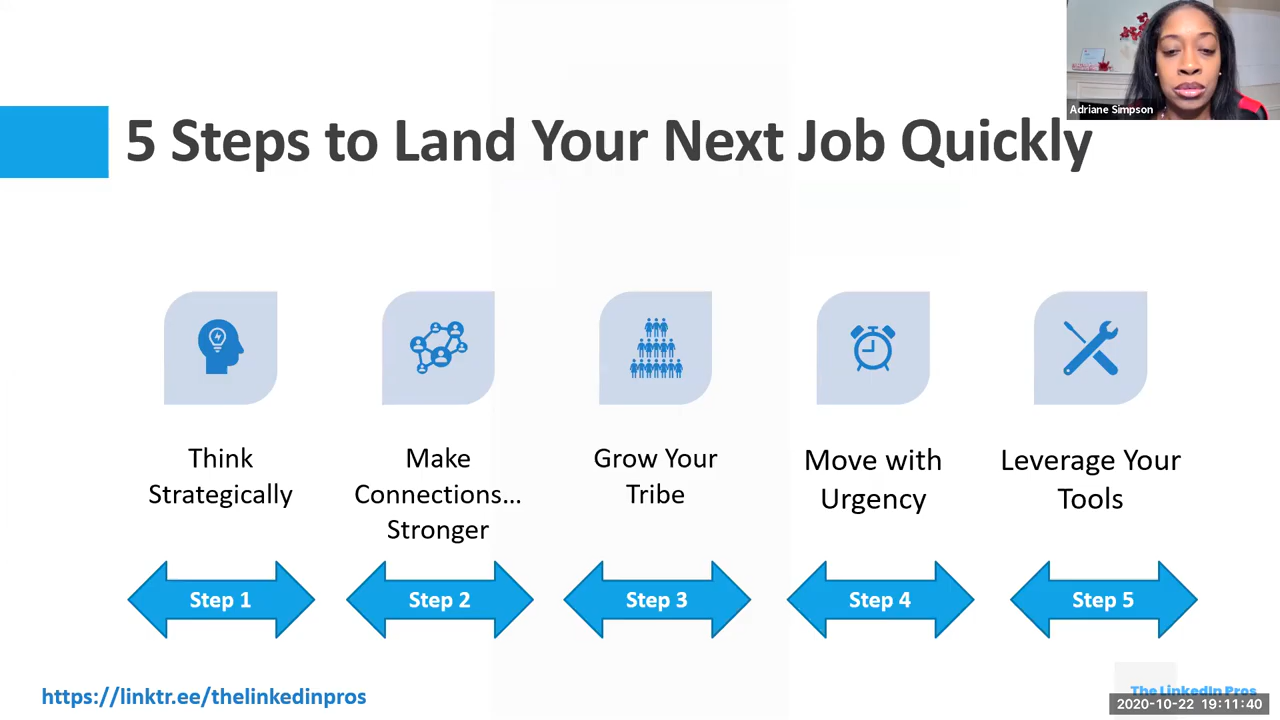 Adriane Simpson
5 Steps to Land Your Next Job Quickly
Think
Strategically
Make
Connections…
Stronger
Grow Your
Tribe
Move with
Urgency
Leverage Your
Tools
Step 1
Step 2
Step 3
Step 4
Step 5
https://linktr.ee/thelinkedinpros
The LinkedIn Pros
2020-10-22 19:11:40